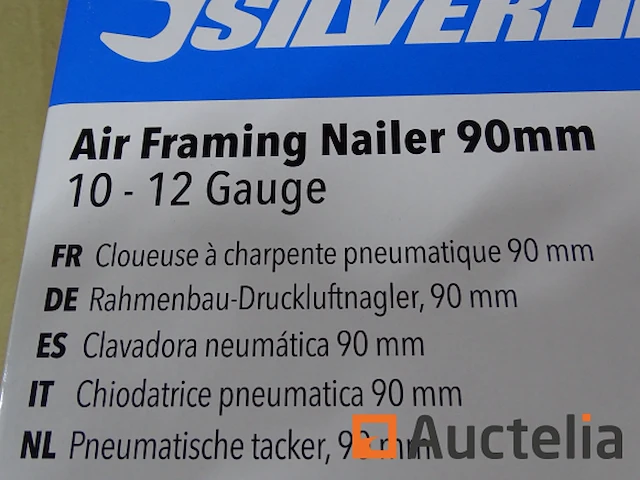 SILVERLI
Air Framing Nailer 90mm
10 - 12 Gauge
FR Cloueuse à charpente pneumatique 90 mm
DE Rahmenbau-Druckluftnagler, 90 mm
ES Clavadora neumática 90 mm
IT Chiodatrice pneumatica 90 mm
NL Pneumatische tacker, 90 mm
Auctelia